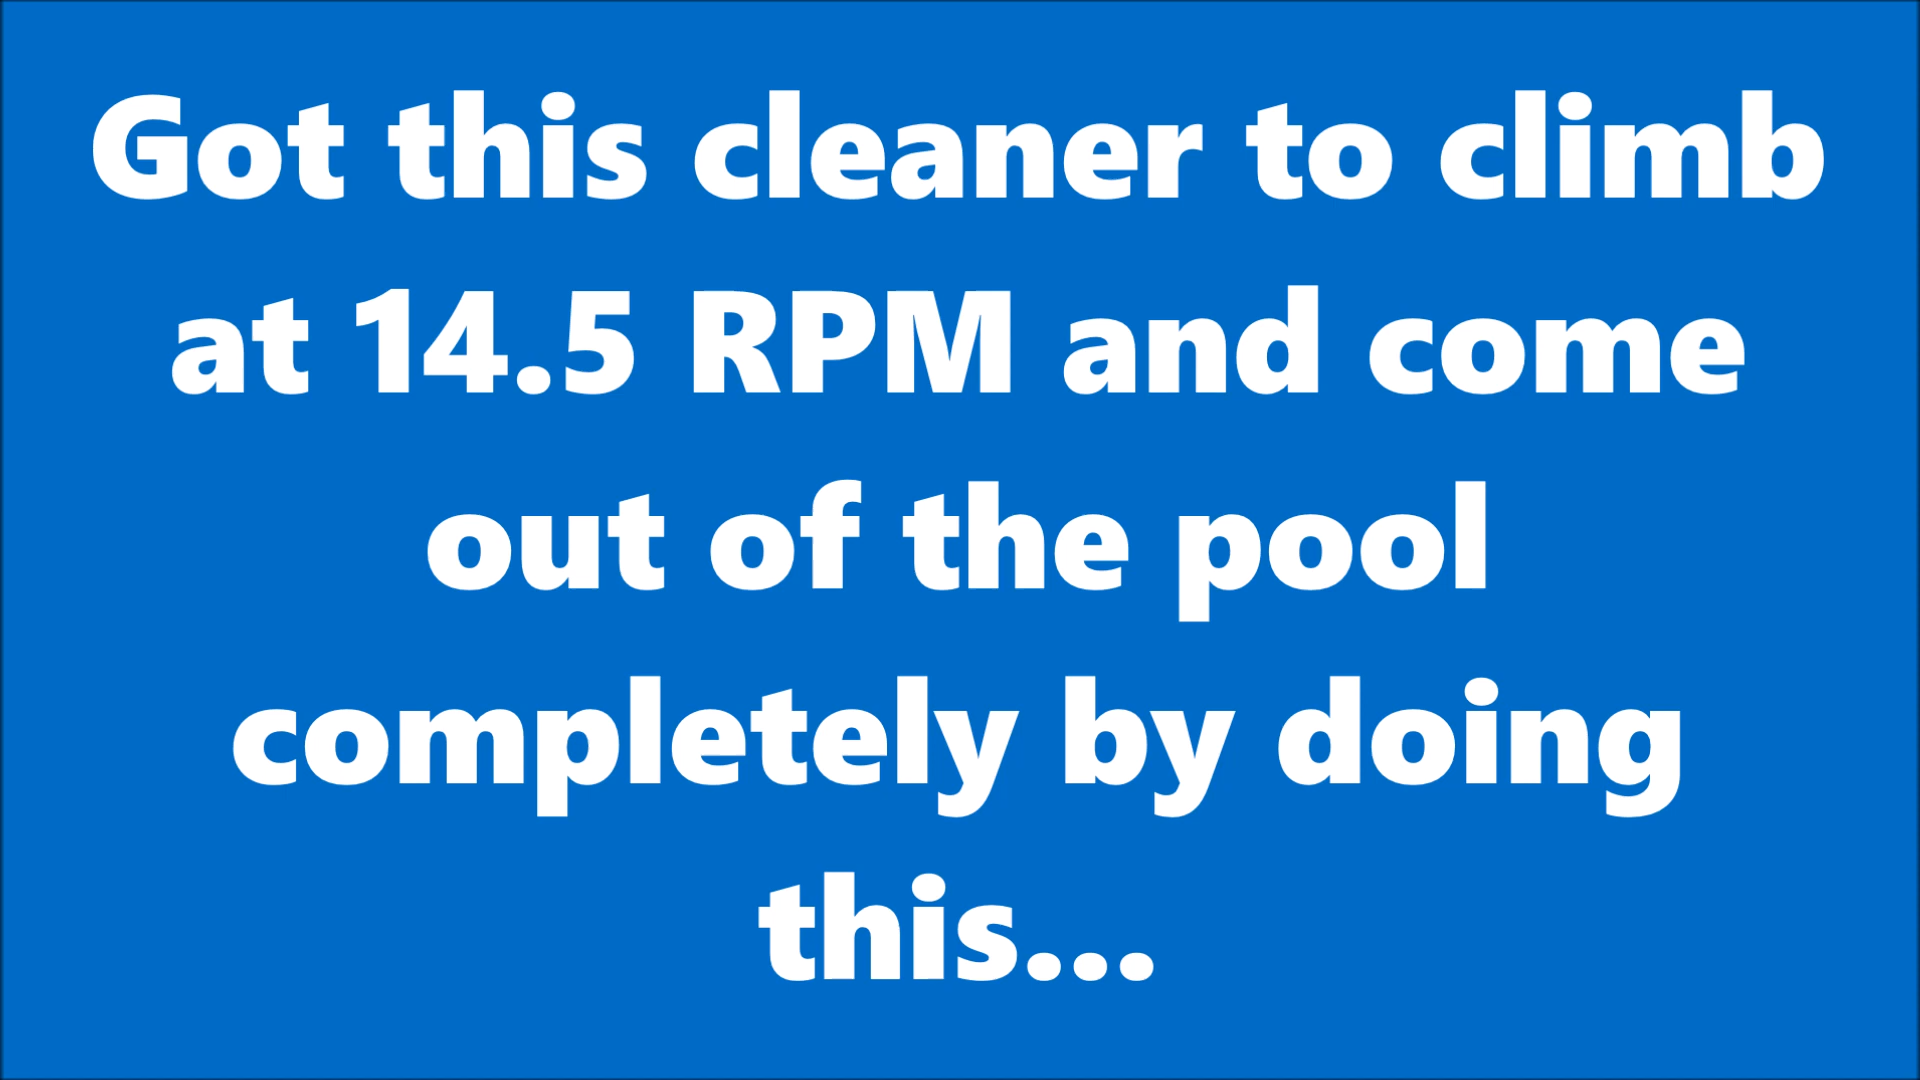 Got this cleaner to climb
at 14.5 RPM and come
out of the pool
completely by doing
this...